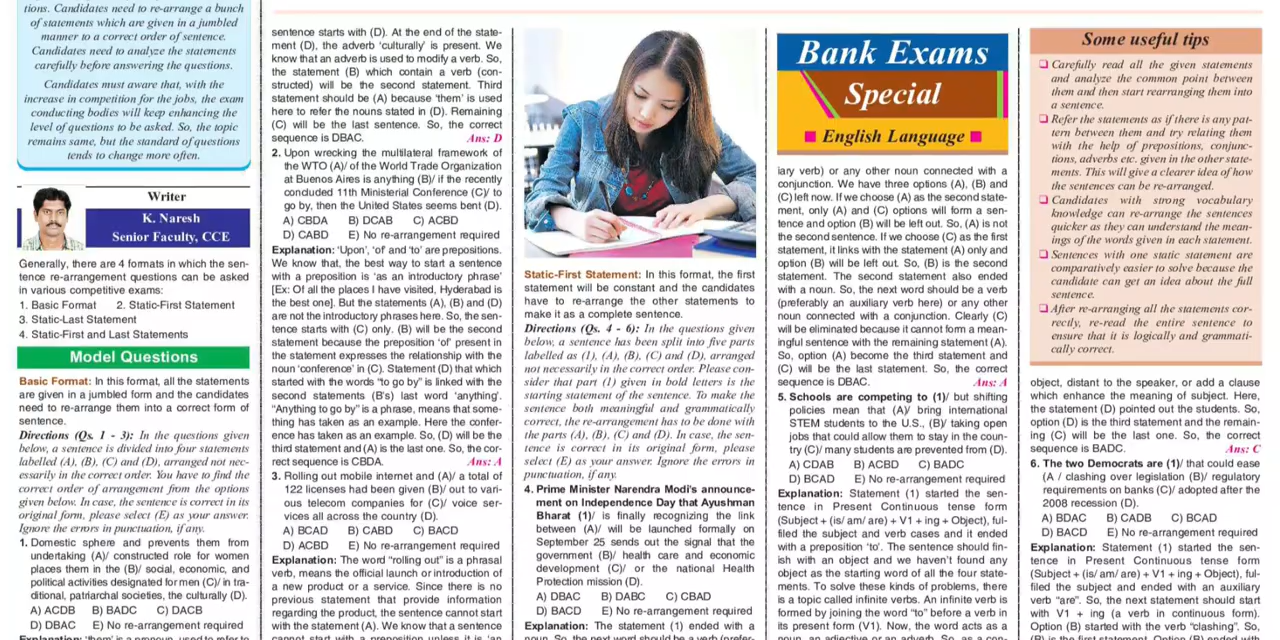 tions. Candidates need to re-arrange a bunch
of statements which are given in a jumbled
manner to a correct order of sentence.
Candidates need to analyze the statements
carefully before answering the questions.
Candidates must aware that, with the
increase in competition for the jobs, the exam
conducting bodies will keep enhancing the
level of questions to be asked. So, the topic
remains same, but the standard of questions
tends to change more often.
Writer
K. Naresh
Senior Faculty, CCE
Generally, there are 4 formats in which the sen-
tence re-arrangement questions can be asked
in various competitive exams:
1. Basic Format 2. Static-First Statement
3. Static-Last Statement
4. Static-First and Last Statements
Model Questions
Basic Format: In this format, all the statements
are given in a jumbled form and the candidates
need to re-arrange them into a correct form of
sentence.
Directions (Qs. 1 - 3): In the questions given
below, a sentence is divided into four statements
labelled (A), (B), (C) and (D), arranged not nec-
essarily in the correct order. You have to find the
correct order of arrangement from the options
given below. In case, the sentence is correct in its
original form, please select (E) as your answer.
Ignore the errors in punctuation, if any.
1. Domestic sphere and prevents them from
undertaking (A)/ constructed role for women
places them in the (B)/ social, economic, and
political activities designated for men (C)/ in tra-
ditional, patriarchal societies, the culturally (D).
A) ACDB B) BADC C) DACB
D) DBAC E) No re-arrangement required
Explanation: 'them' is a pronoun, used to refer to
sentence starts with (D). At the end of the state-
ment (D), the adverb 'culturally' is present. We
know that an adverb is used to modify a verb. So,
the statement (B) which contain a verb (con-
structed) will be the second statement. Third
statement should be (A) because 'them' is used
here to refer the nouns stated in (D). Remaining
(C) will be the last sentence. So, the correct
sequence is DBAC. Ans: D
2. Upon wrecking the multilateral framework of
the WTO (A)/ of the World Trade Organization
at Buenos Aires is anything (B)/ if the recently
concluded 11th Ministerial Conference (C)/ to
go by, then the United States seems bent (D).
A) CBDA B) DCAB C) ACBD
D) CABD E) No re-arrangement required
Explanation: 'Upon', 'of' and 'to' are prepositions.
We know that, the best way to start a sentence
with a preposition is 'as an introductory phrase'
[Ex: Of all the places I have visited, Hyderabad is
the best one]. But the statements (A), (B) and (D)
are not the introductory phrases here. So, the sen-
tence starts with (C) only. (B) will be the second
statement because the preposition 'of' present in
the statement expresses the relationship with the
noun 'conference' in (C). Statement (D) that which
started with the words "to go by" is linked with the
second statements (B's) last word 'anything'.
"Anything to go by" is a phrase, means that some-
thing has taken as an example. Here the confer-
ence has taken as an example. So, (D) will be the
third statement and (A) is the last one. So, the cor-
rect sequence is CBDA. Ans: A
3. Rolling out mobile internet and (A)/ a total of
122 licenses had been given (B)/ out to vari-
ous telecom companies for (C)/ voice ser-
vices all across the country (D).
A) BCAD B) CABD C) BACD
D) ACBD E) No re-arrangement required
Explanation: The word "rolling out" is a phrasal
verb, means the official launch or introduction of
a new product or a service. Since there is no
previous statement that provide information
regarding the product, the sentence cannot start
with the statement (A). We know that a sentence
cannot start with a preposition unless it is 'an
Static-First Statement: In this format, the first
statement will be constant and the candidates
have to re-arrange the other statements to
make it as a complete sentence.
Directions (Qs. 4 - 6): In the questions given
below, a sentence has been split into five parts
labelled as (1), (A), (B), (C) and (D), arranged
not necessarily in the correct order. Please con-
sider that part (1) given in bold letters is the
starting statement of the sentence. To make the
sentence both meaningful and grammatically
correct, the re-arrangement has to be done with
the parts (A), (B), (C) and (D). In case, the sen-
tence is correct in its original form, please
select (E) as your answer. Ignore the errors in
punctuation, if any.
4. Prime Minister Narendra Modi's announce-
ment on Independence Day that Ayushman
Bharat (1)/ is finally recognizing the link
between (A)/ will be launched formally on
September 25 sends out the signal that the
government (B)/ health care and economic
development (C)/ or the national Health
Protection mission (D).
A) DBAC B) DABC C) CBAD
D) BACD E) No re-arrangement required
Explanation: The statement (1) ended with a
noun. So, the next word should be a verb (prefer-
Bank Exams
Special
English Language
iary verb) or any other noun connected with a
conjunction. We have three options (A), (B) and
(C) left now. If we choose (A) as the second state-
ment, only (A) and (C) options will form a sen-
tence and option (B) will be left out. So, (A) is not
the second sentence. If we choose (C) as the first
statement, it links with the statement (A) only and
option (B) will be left out. So, (B) is the second
statement. The second statement also ended
with a noun. So, the next word should be a verb
(preferably an auxiliary verb here) or any other
noun connected with a conjunction. Clearly (C)
will be eliminated because it cannot form a mean-
ingful sentence with the remaining statement (A).
So, option (A) become the third statement and
(C) will be the last statement. So, the correct
sequence is DBAC. Ans: A
5. Schools are competing to (1)/ but shifting
policies mean that (A)/ bring international
STEM students to the U.S., (B)/ taking open
jobs that could allow them to stay in the coun-
try (C)/ many students are prevented from (D).
A) CDAB B) ACBD C) BADC
D) BCAD E) No re-arrangement required
Explanation: Statement (1) started the sen-
tence in Present Continuous tense form
(Subject + (is/ am/ are) + V1 + ing + Object), ful-
filed the subject and verb cases and it ended
with a preposition 'to'. The sentence should fin-
ish with an object and we haven't found any
object as the starting word of all the four state-
ments. To solve these kinds of problems, there
is a topic called infinite verbs. An infinite verb is
formed by joining the word "to" before a verb in
its present form (V1). Now, the word acts as a
noun, an adjective or an adverb. So, as a con-
Some useful tips
Carefully read all the given statements
and analyze the common point between
them and then start rearranging them into
a sentence.
Refer the statements as if there is any pat-
tern between them and try relating them
with the help of prepositions, conjunc-
tions, adverbs etc. given in the other state-
ments. This will give a clearer idea of how
the sentences can be re-arranged.
Candidates with strong vocabulary
knowledge can re-arrange the sentences
quicker as they can understand the mean-
ings of the words given in each statement.
Sentences with one static statement are
comparatively easier to solve because the
candidate can get an idea about the full
sentence.
After re-arranging all the statements cor-
rectly, re-read the entire sentence to
ensure that it is logically and grammati-
cally correct.
object, distant to the speaker, or add a clause
which enhance the meaning of subject. Here,
the statement (D) pointed out the students. So,
option (D) is the third statement and the remain-
ing (C) will be the last one. So, the correct
sequence is BADC. Ans: C
6. The two Democrats are (1)/ that could ease
(A / clashing over legislation (B)/ regulatory
requirements on banks (C)/ adopted after the
2008 recession (D).
A) BDAC B) CADB C) BCAD
D) BACD E) No re-arrangement required
Explanation: Statement (1) started the sen-
tence in Present Continuous tense form
(Subject + (is/ am/ are) + V1 + ing + Object), ful-
filed the subject and ended with an auxiliary
verb "are". So, the next statement should start
with V1 + ing (a verb in continuous form).
Option (B) started with the verb "clashing". So,
(B) is the first statement. Option (B) ended with